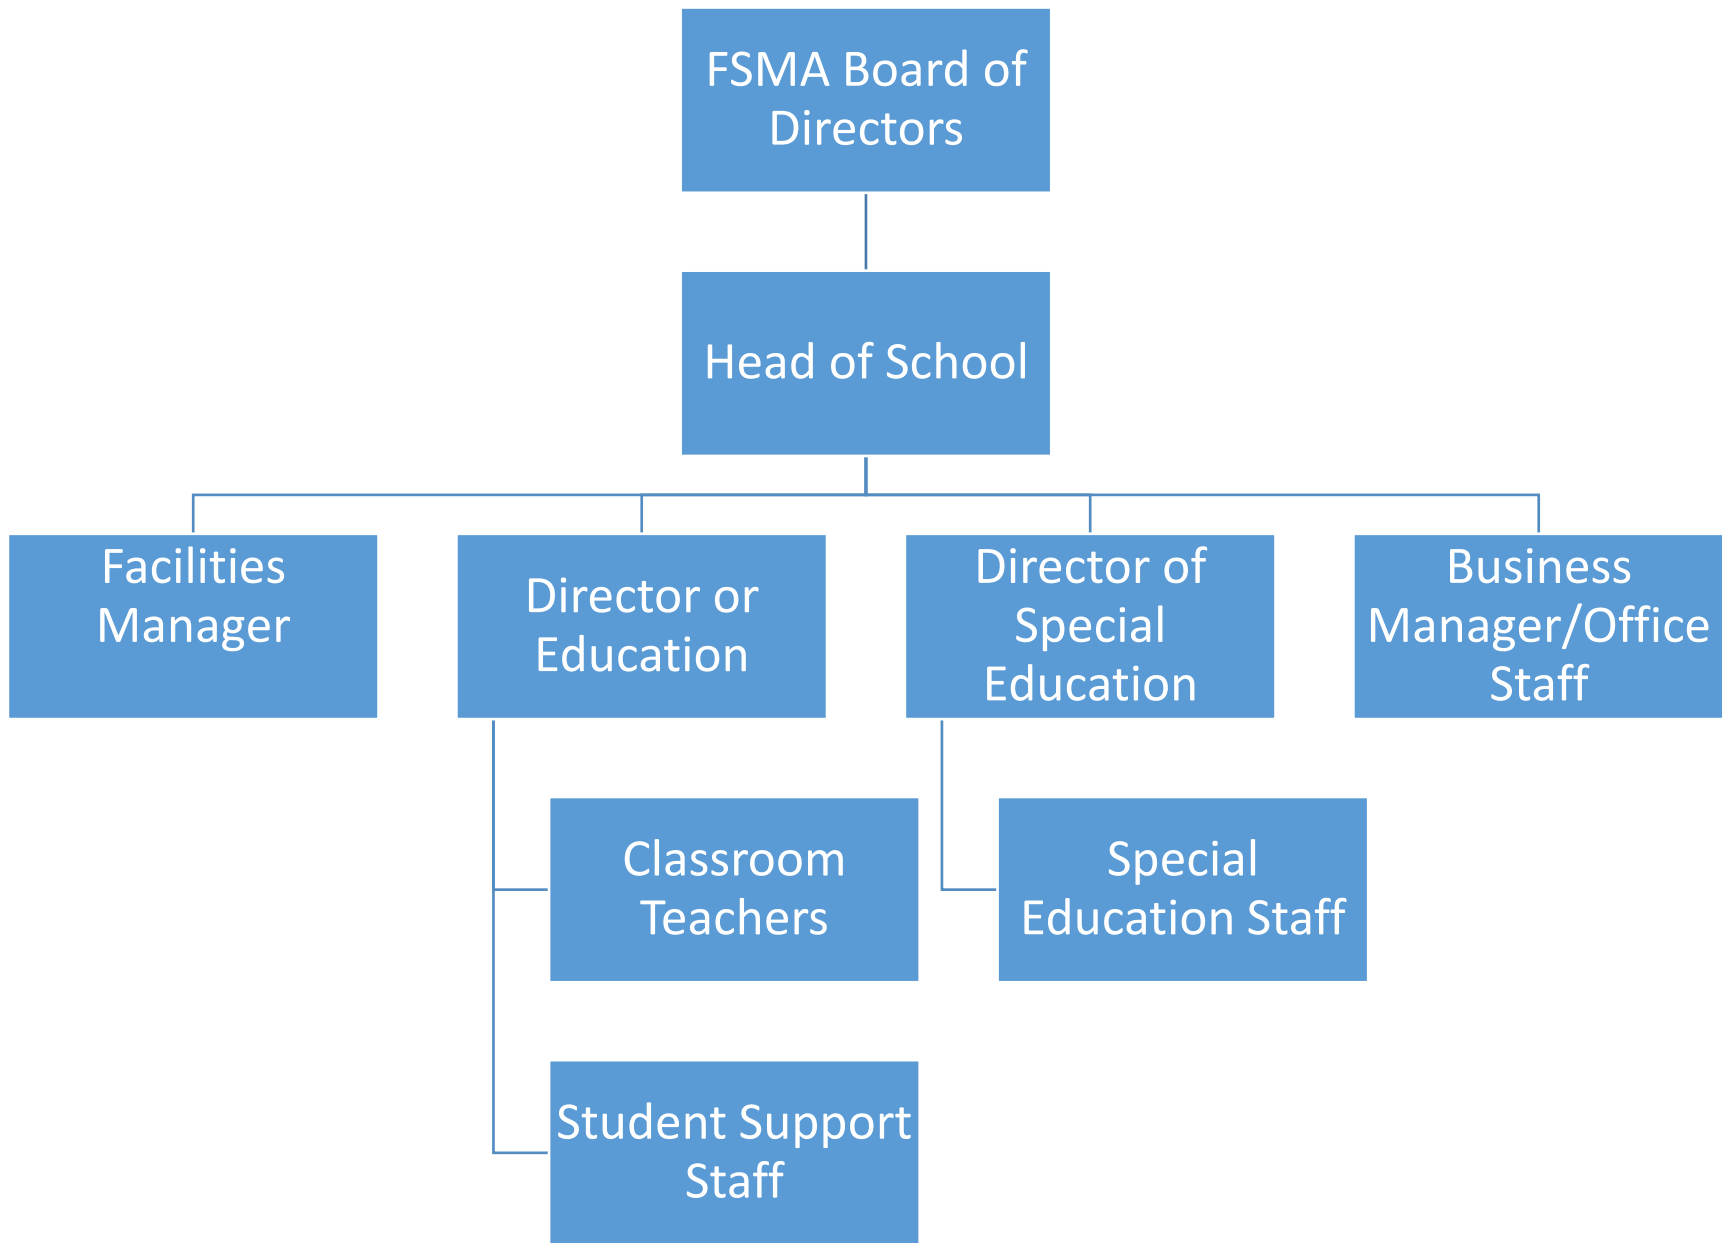 FSMA Board of
Directors
Head of School
Facilities
Manager
Director or
Education
Director of
Special
Education
Business
Manager/Office
Staff
Classroom
Teachers
Special
Education Staff
Student Support
Staff